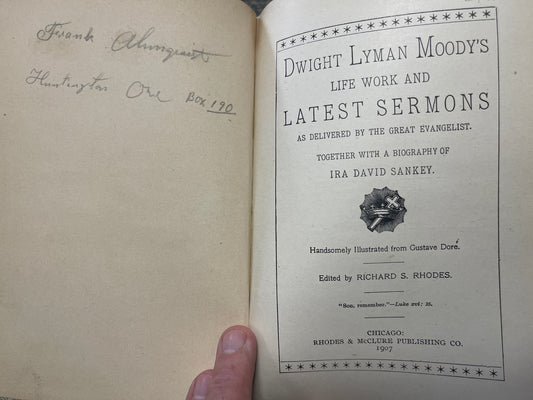 Frank Almquist
Huntington Ore Box 190
DWIGHT LYMAN MOODY'S
LIFE WORK AND
LATEST SERMONS
AS DELIVERED BY THE GREAT EVANGELIST.
TOGETHER WITH A BIOGRAPHY OF
IRA DAVID SANKEY.
Handsomely Illustrated from Gustave Doré.
Edited by RICHARD S. RHODES.
"Son, remember."—Luke xvi: 25.
CHICAGO:
RHODES & McCLURE PUBLISHING CO.
1907